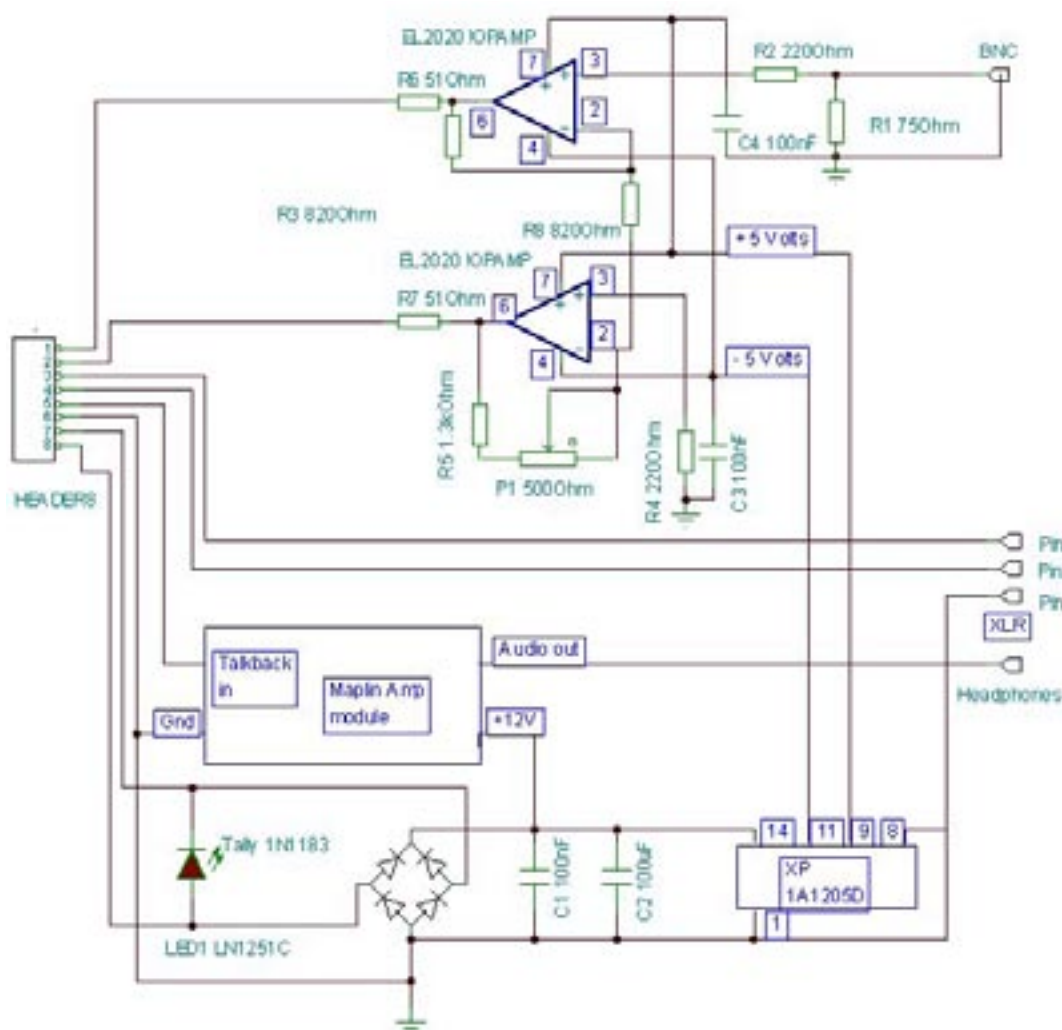 EL2020 IOPAMP
R2 220Ohm
BNC
7
3
R6 51Ohm
2
6
R1 75Ohm
C4 100nF
4
R3 820Ohm
R8 820Ohm
+5 Volts
EL2020 IOPAMP
7
3
R7 51Ohm
6
2
4
- 5 Volts
R5 1.3kOhm
P1 500Ohm
R4 220Ohm
C3 100nF
HEADER8
Pin
Pin
Pin
XLR
Talkback
in
Audio out
Maplin Amp
module
Headphones
Gnd
+12V
14
11
9
8
Tally 1N1183
C1 100nF
C2 100uF
XP
1A1205D
1
LED1 LN1251C